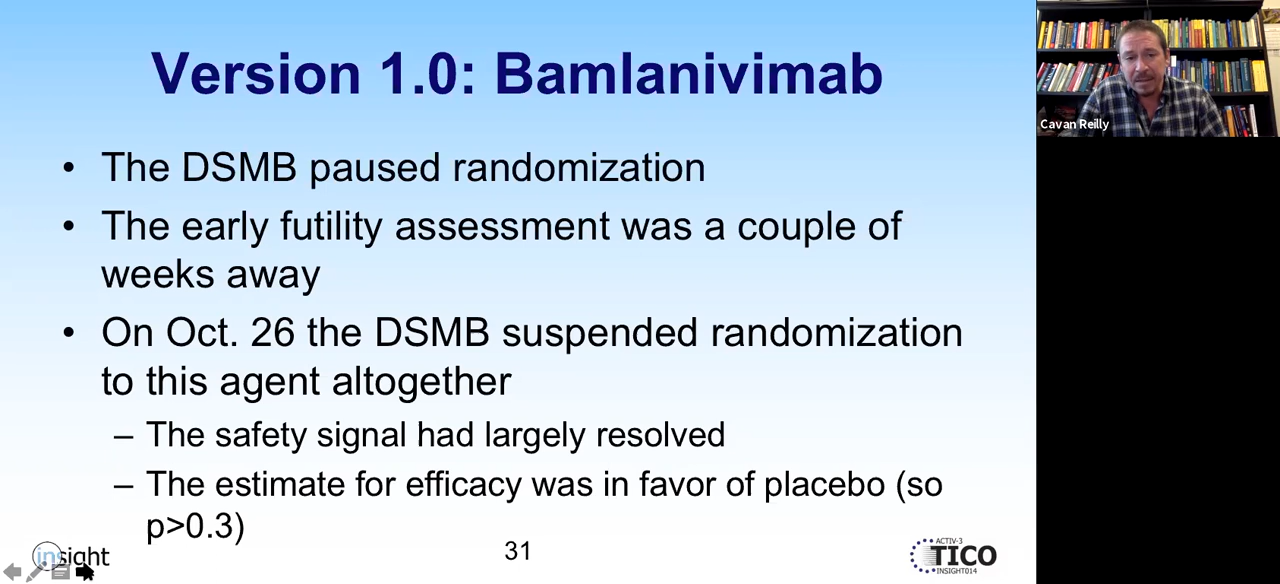 Version 1.0: Bamlanivimab
• The DSMB paused randomization
• The early futility assessment was a couple of
weeks away
• On Oct. 26 the DSMB suspended randomization
to this agent altogether
– The safety signal had largely resolved
– The estimate for efficacy was in favor of placebo (so
p>0.3)
insight
31
ACTIV-3
TICO
INSIGHT014
Cavan Reilly